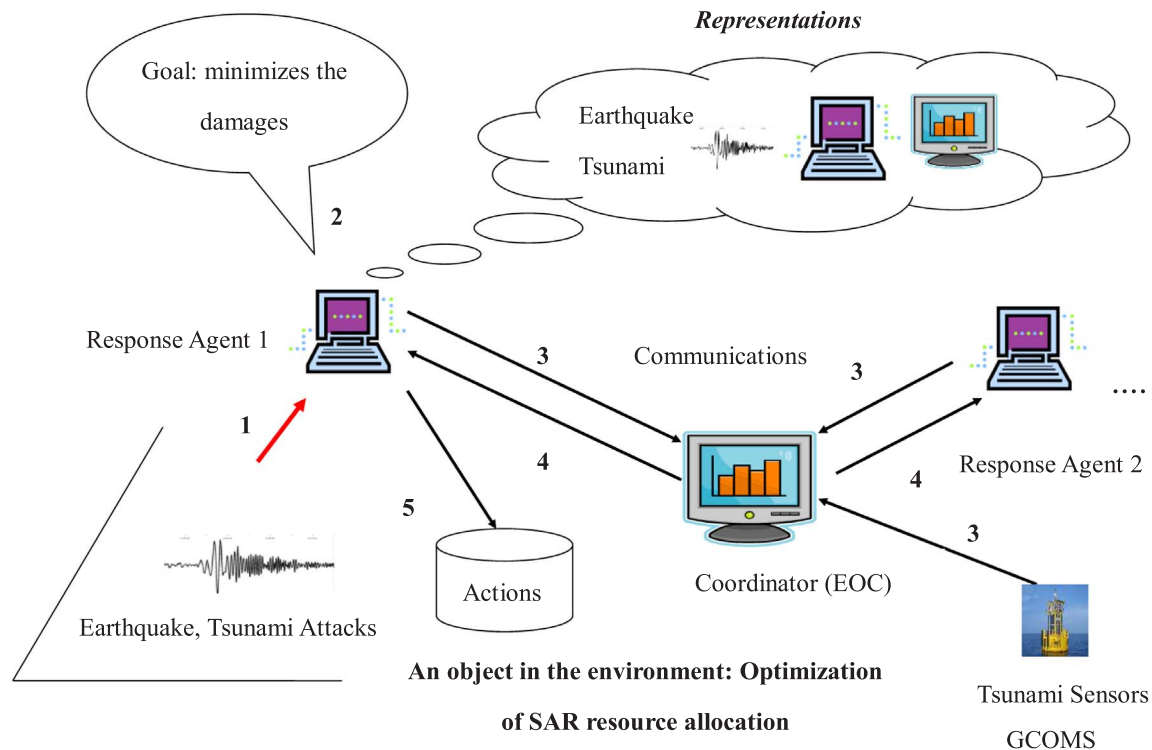 Representations
Goal: minimizes the
damages
Earthquake
Tsunami
2
Response Agent 1
3
Communications
3
....
1
4
4
Response Agent 2
5
3
Actions
Coordinator (EOC)
Earthquake, Tsunami Attacks
An object in the environment: Optimization
of SAR resource allocation
Tsunami Sensors
GCOMS